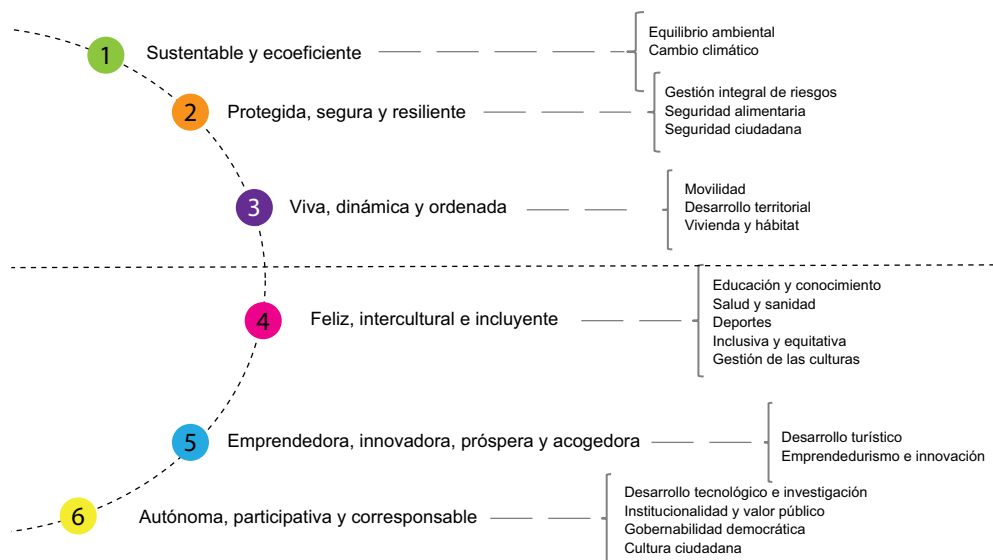 1
Sustentable y ecoeficiente
Equilibrio ambiental
Cambio climático
2
Protegida, segura y resiliente
Gestión integral de riesgos
Seguridad alimentaria
Seguridad ciudadana
3
Viva, dinámica y ordenada
Movilidad
Desarrollo territorial
Vivienda y hábitat
4
Feliz, intercultural e incluyente
Educación y conocimiento
Salud y sanidad
Deportes
Inclusiva y equitativa
Gestión de las culturas
5
Emprendedora, innovadora, próspera y acogedora
Desarrollo turístico
Emprendedurismo e innovación
6
Autónoma, participativa y corresponsable
Desarrollo tecnológico e investigación
Institucionalidad y valor público
Gobernabilidad democrática
Cultura ciudadana